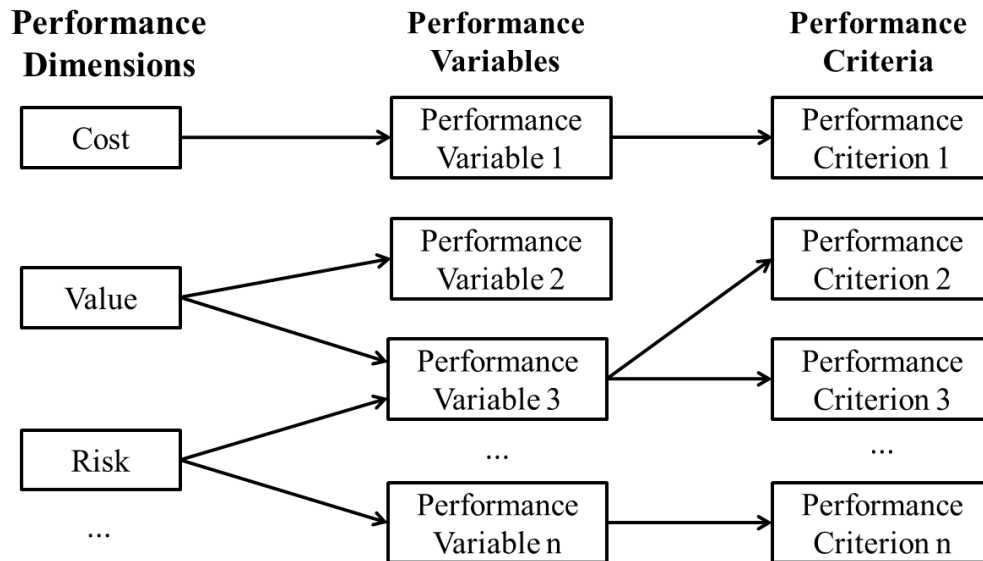 Performance
Dimensions
Performance
Variables
Performance
Criteria
Cost
Performance
Variable 1
Performance
Criterion 1
Value
Performance
Variable 2
Performance
Criterion 2
Performance
Variable 3
Performance
Criterion 3
Risk
...
...
...
Performance
Variable n
Performance
Criterion n